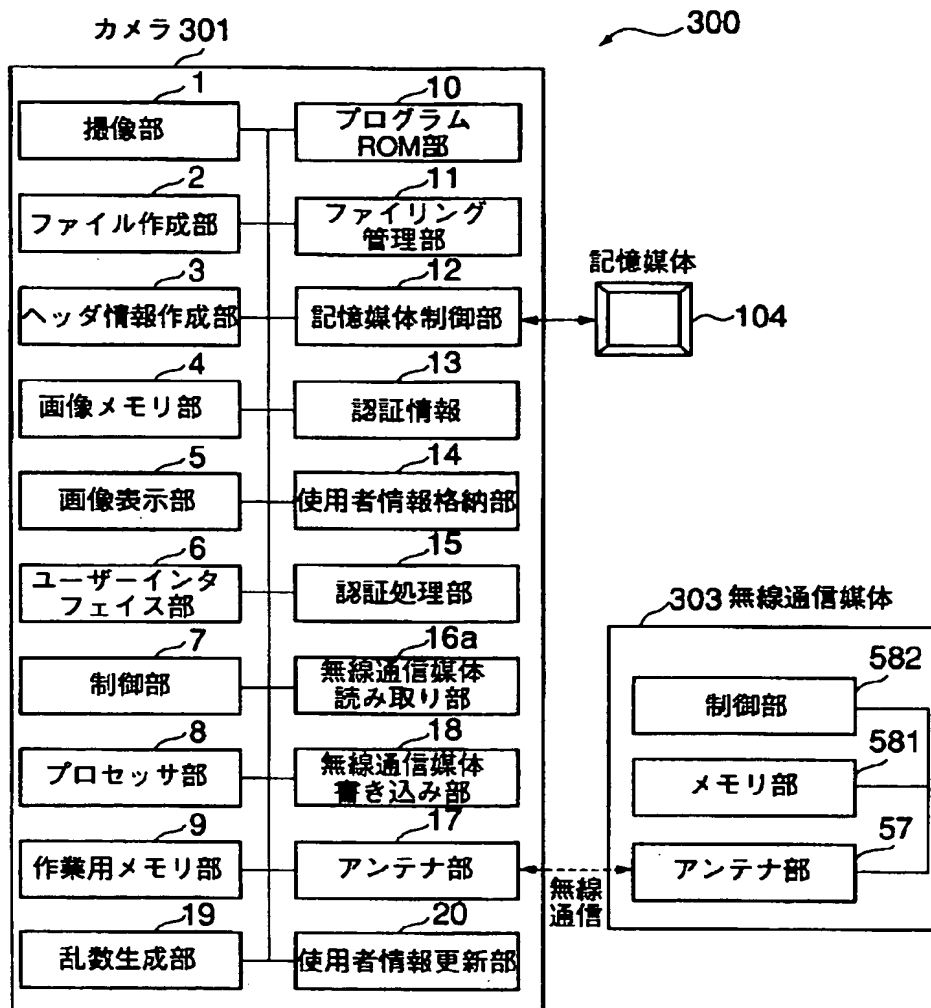 カメラ 301
300
1
撮像部
10
プログラム
ROM部
2
ファイル作成部
11
ファイリング
管理部
3
ヘッダ情報作成部
12
記憶媒体制御部
記憶媒体
104
4
画像メモリ部
13
認証情報
5
画像表示部
14
使用者情報格納部
6
ユーザーインタ
フェイス部
15
認証処理部
7
制御部
16a
無線通信媒体
読み取り部
8
プロセッサ部
18
無線通信媒体
書き込み部
9
作業用メモリ部
17
アンテナ部
19
乱数生成部
20
使用者情報更新部
無線
通信
303 無線通信媒体
582
制御部
581
メモリ部
57
アンテナ部